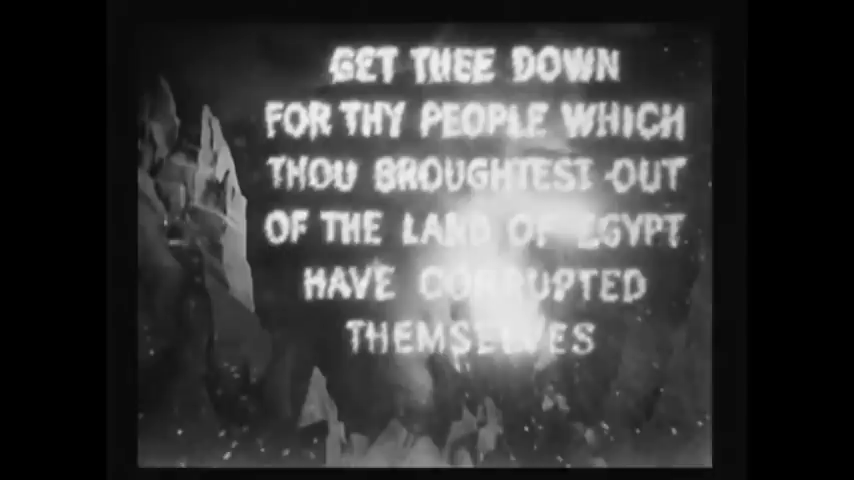 GET THEE DOWN
FOR THY PEOPLE WHICH
THOU BROUGHTEST OUT
OF THE LAND OF EGYPT
HAVE CORRUPTED
THEMSELVES